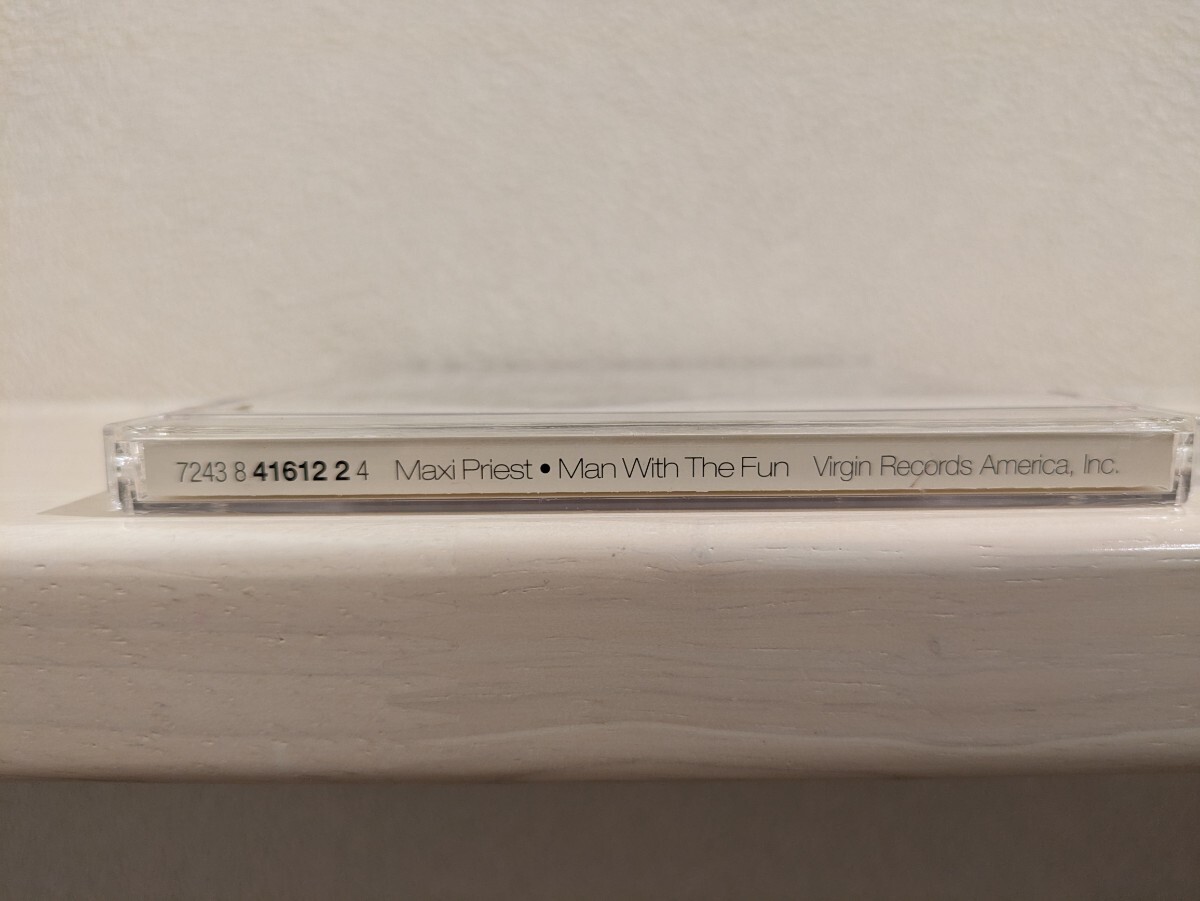 7243 8 41612 2 4 Maxi Priest • Man With The Fun Virgin Records America, Inc.